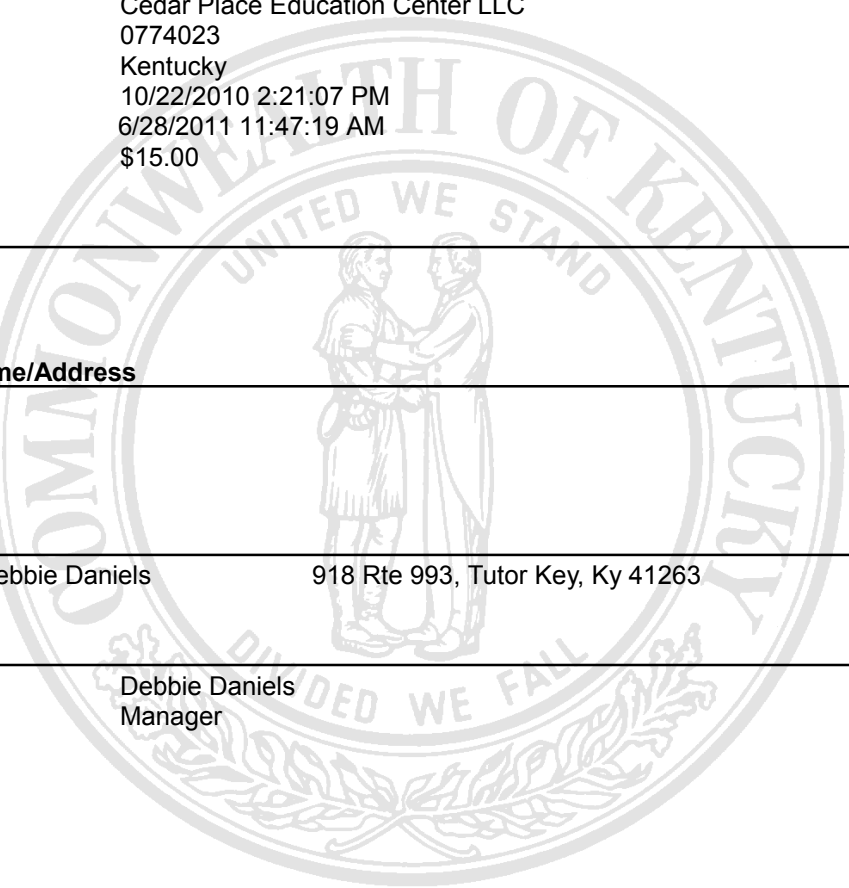 Cedar Place Education Center LLC
0774023
Kentucky
10/22/2010 2:21:07 PM
6/28/2011 11:47:19 AM
$15.00
COMMONWEALTH OF KENTUCKY
UNITED WE STAND
me/Address
ebbie Daniels 918 Rte 993, Tutor Key, Ky 41263
DIVIDED WE FALL
Debbie Daniels
Manager